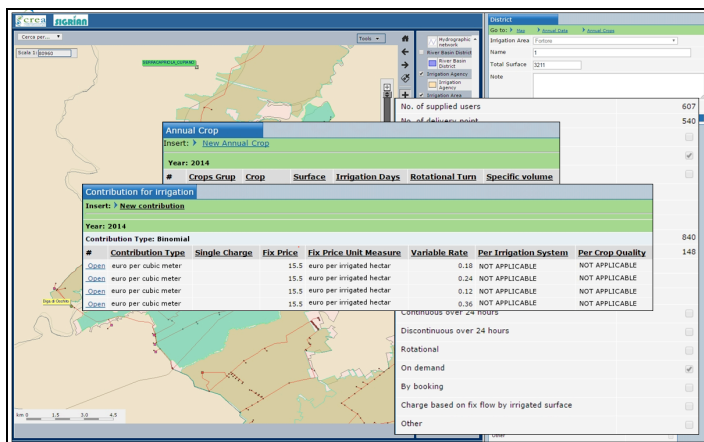 crea SIGRIAN
Cerca per...
Tools
Scala 1:
SERRACAPRIOLA_COMAND
Hydrographic network
River Basin District
River Basin District
Irrigation Agency
Irrigation Agency
Irrigation Area
District
Go to: Map Annual Data Annual Crops
Irrigation Area Fortore
Name 1
Total Surface 3211
Note
No. of supplied users 607
No. of delivery point 540
Annual Crop
Insert: New Annual Crop
Year: 2014
# Crops Grup Crop Surface Irrigation Days Rotational Turn Specific volume
Contribution for irrigation
Insert: New contribution
Year: 2014
Contribution Type: Binomial
840
148
# Contribution Type Single Charge Fix Price Fix Price Unit Measure Variable Rate Per Irrigation System Per Crop Quality
Open euro per cubic meter 15.5 euro per irrigated hectar 0.18 NOT APPLICABLE NOT APPLICABLE
Open euro per cubic meter 15.5 euro per irrigated hectar 0.24 NOT APPLICABLE NOT APPLICABLE
Open euro per cubic meter 15.5 euro per irrigated hectar 0.12 NOT APPLICABLE NOT APPLICABLE
Open euro per cubic meter 15.5 euro per irrigated hectar 0.36 NOT APPLICABLE NOT APPLICABLE
Diga di Occhito
Continuous over 24 hours
Discontinuous over 24 hours
Rotational
On demand
By booking
Charge based on fix flow by irrigated surface
Other
Other
km 0 1.5 3.0 4.5